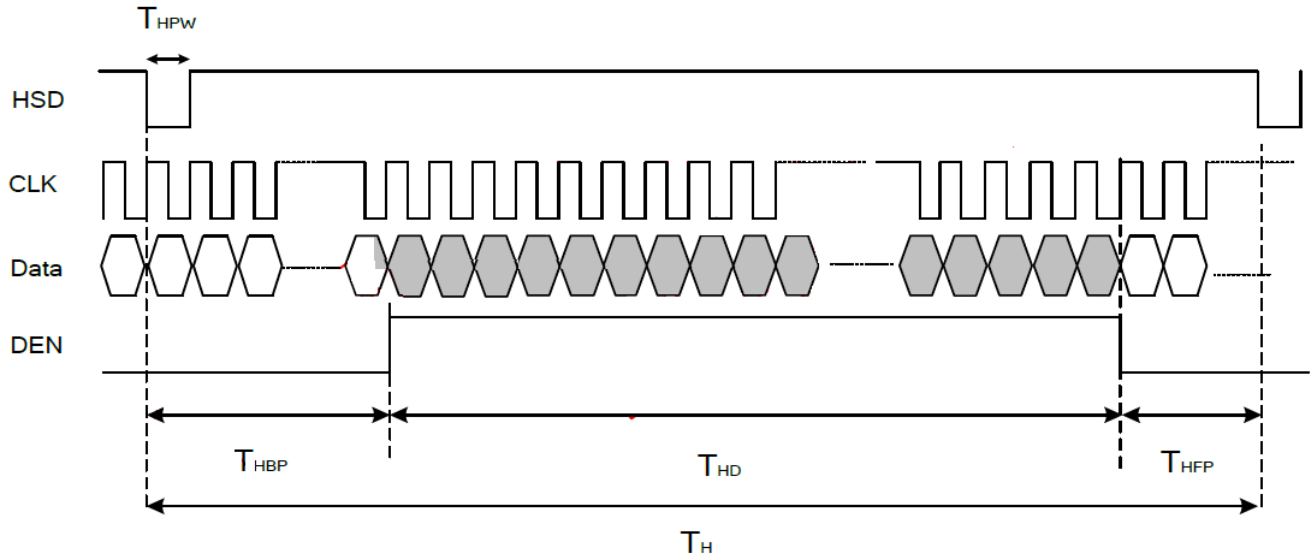 THPW
HSD
CLK
Data
DEN
THBP
THD
THFP
TH